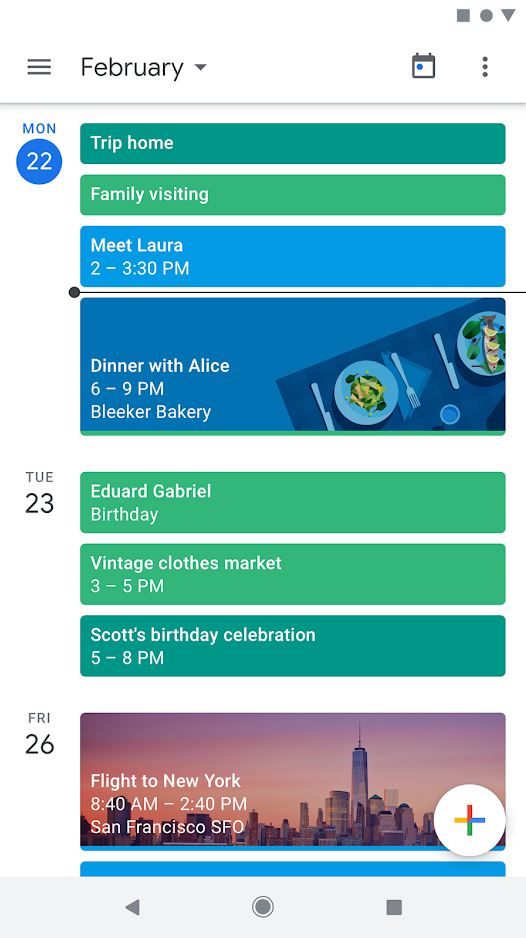 February
MON
22
Trip home
Family visiting
Meet Laura
2 – 3:30 PM
Dinner with Alice
6 – 9 PM
Bleeker Bakery
TUE
23
Eduard Gabriel
Birthday
Vintage clothes market
3 – 5 PM
Scott's birthday celebration
5 – 8 PM
FRI
26
Flight to New York
8:40 AM – 2:40 PM
San Francisco SFO